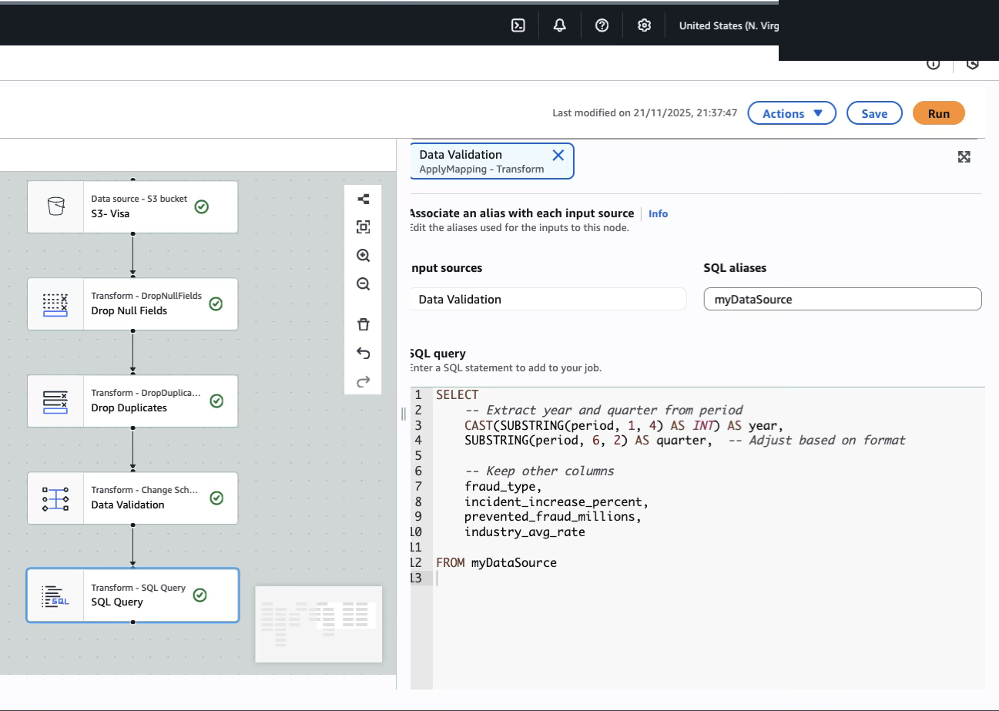 United States (N. Virg
Last modified on 21/11/2025, 21:37:47
Actions
Save
Run
Data Validation
ApplyMapping - Transform
Data source - S3 bucket
S3- Visa
Transform - DropNullFields
Drop Null Fields
Transform - DropDuplica...
Drop Duplicates
Transform - Change Sch...
Data Validation
Transform - SQL Query
SQL Query
SQL
Associate an alias with each input source
Info
Edit the aliases used for the inputs to this node.
nput sources
SQL aliases
Data Validation
myDataSource
SQL query
Enter a SQL statement to add to your job.
1 SELECT
2 -- Extract year and quarter from period
3 CAST(SUBSTRING(period, 1, 4) AS INT) AS year,
4 SUBSTRING(period, 6, 2) AS quarter, -- Adjust based on format
5
6 -- Keep other columns
7 fraud_type,
8 incident_increase_percent,
9 prevented_fraud_millions,
10 industry_avg_rate
11
12 FROM myDataSource
13